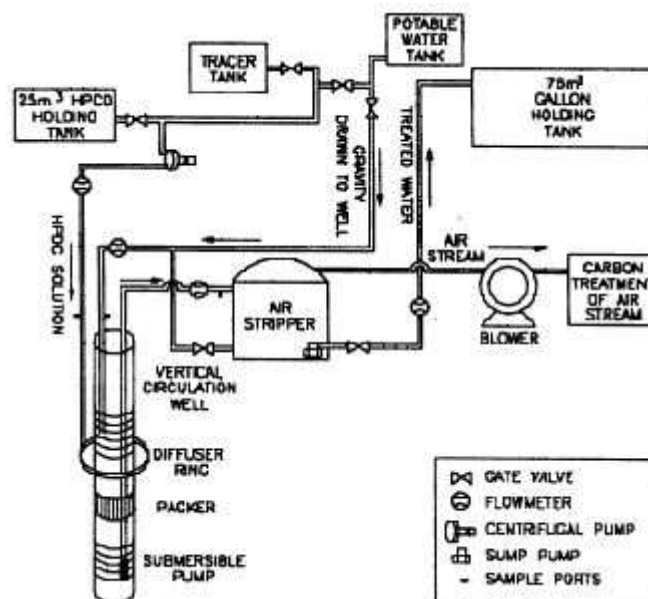 POTABLE
WATER
TANK
TRACER
TANK
25m³ HPCD
HOLDING
TANK
75m³
GALLON
HOLDING
TANK
GRAVITY
DRAWN TO WELL
TREATED WATER
HPDC SOLUTION
AIR
STREAM
AIR
STRIPPER
BLOWER
CARBON
TREATMENT
OF AIR
STREAM
VERTICAL
CIRCULATION
WELL
DIFFUSER
RING
PACKER
SUBMERSIBLE
PUMP
GATE VALVE
FLOWMETER
CENTRIFICAL PUMP
SUMP PUMP
SAMPLE PORTS